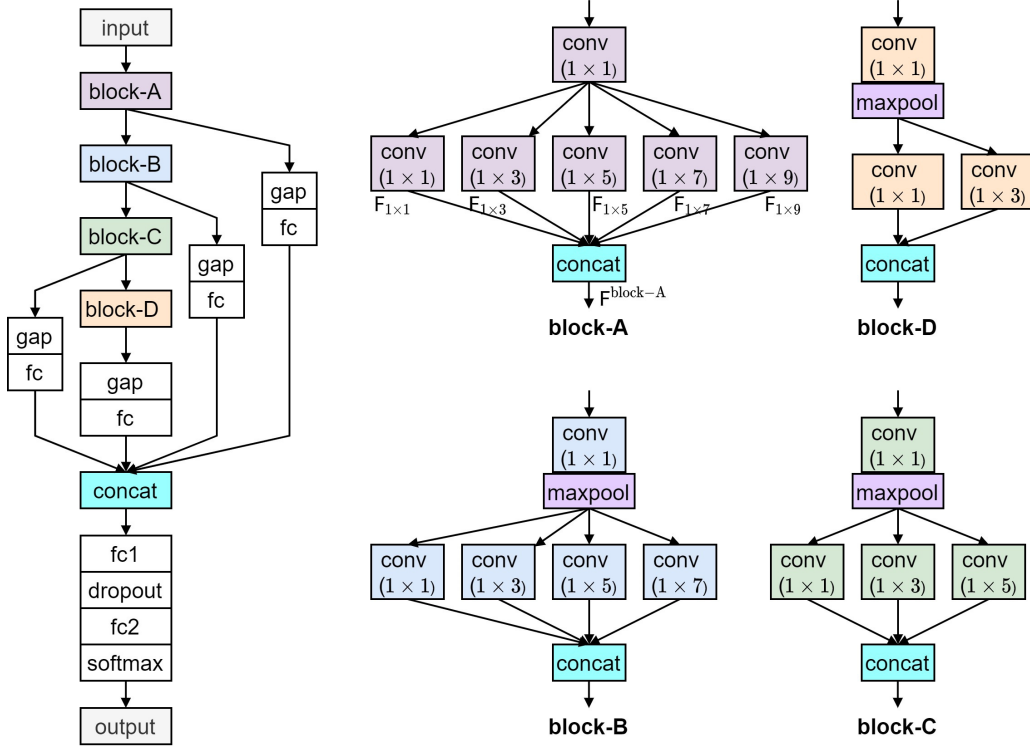 input
block-A
block-B
gap
fc
block-C
gap
fc
block-D
gap
fc
gap
fc
concat
fc1
dropout
fc2
softmax
output
conv
(1 × 1)
conv
(1 × 1)
conv
(1 × 3)
conv
(1 × 5)
conv
(1 × 7)
conv
(1 × 9)
F1×1
F1×3
F1×5
F1×7
F1×9
concat
F^block−A
block-A
conv
(1 × 1)
maxpool
conv
(1 × 1)
conv
(1 × 3)
concat
block-D
conv
(1 × 1)
maxpool
conv
(1 × 1)
conv
(1 × 3)
conv
(1 × 5)
conv
(1 × 7)
concat
block-B
conv
(1 × 1)
maxpool
conv
(1 × 1)
conv
(1 × 3)
conv
(1 × 5)
concat
block-C